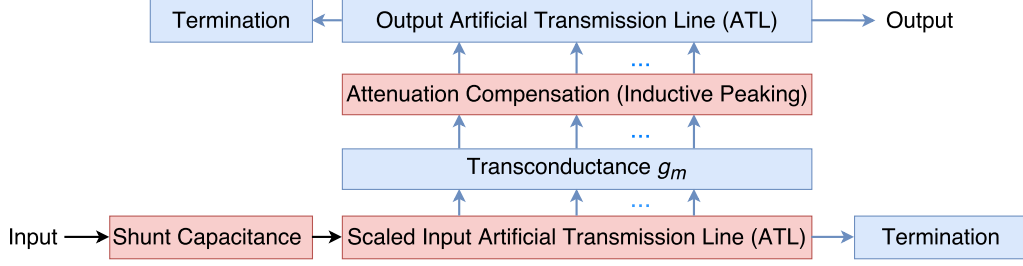 Termination
Output Artificial Transmission Line (ATL)
Output
...
Attenuation Compensation (Inductive Peaking)
...
Transconductance gm
...
Input
Shunt Capacitance
Scaled Input Artificial Transmission Line (ATL)
Termination